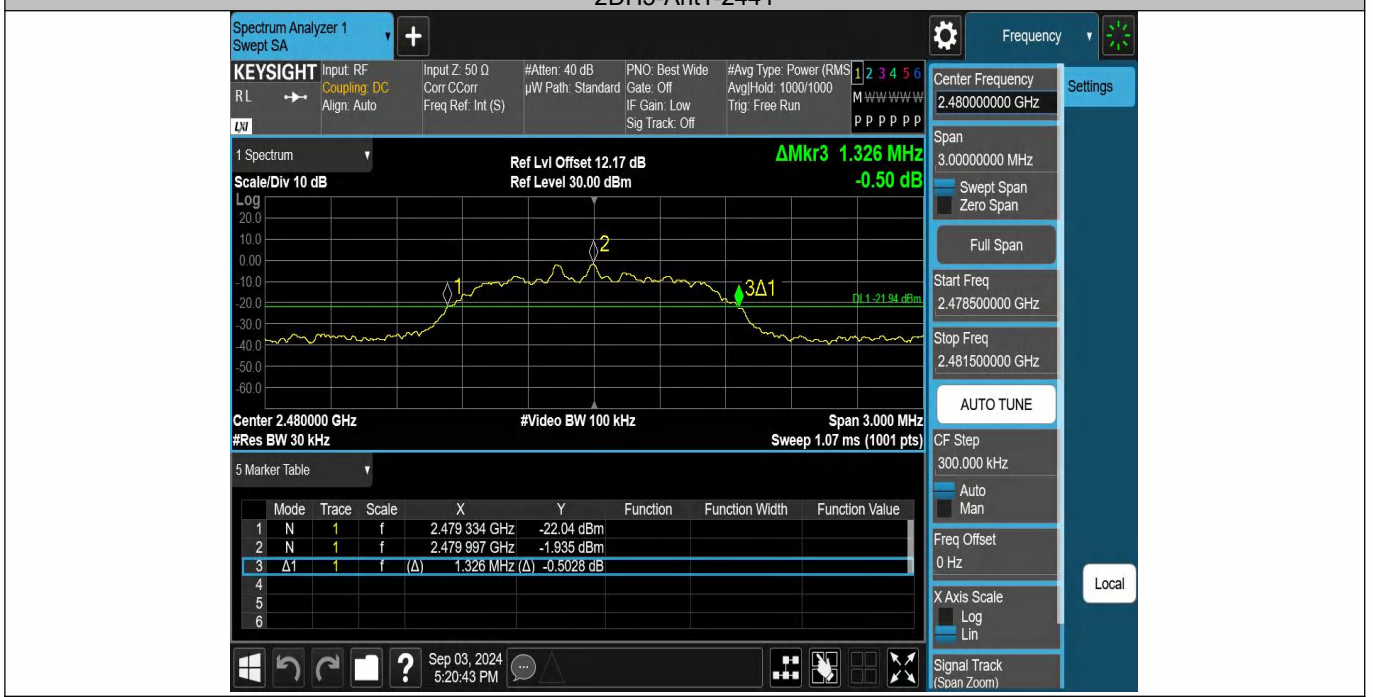 2DH5-Ant1-2441
Spectrum Analyzer 1
Swept SA
+
Frequency
KEYSIGHT
RL
LXI
Input: RF
Coupling: DC
Align: Auto
Input Z: 50 Ω
Corr CCorr
Freq Ref: Int (S)
#Atten: 40 dB
µW Path: Standard
PNO: Best Wide
Gate: Off
IF Gain: Low
Sig Track: Off
#Avg Type: Power (RMS
Avg|Hold: 1000/1000
Trig: Free Run
1 2 3 4 5 6
M W W W W W
P P P P P P
1 Spectrum
Scale/Div 10 dB
Ref Lvl Offset 12.17 dB
Ref Level 30.00 dBm
ΔMkr3 1.326 MHz
-0.50 dB
Log
20.0
10.0
0.00
-10.0
-20.0
-30.0
-40.0
-50.0
-60.0
1
2
3Δ1
DL1 -21.94 dBm
Center 2.480000 GHz
#Video BW 100 kHz
Span 3.000 MHz
#Res BW 30 kHz
Sweep 1.07 ms (1001 pts)
5 Marker Table
Mode Trace Scale X Y Function Function Width Function Value
1 N 1 f 2.479 334 GHz -22.04 dBm
2 N 1 f 2.479 997 GHz -1.935 dBm
3 Δ1 1 f (Δ) 1.326 MHz (Δ) -0.5028 dB
4
5
6
Sep 03, 2024
5:20:43 PM
?
Center Frequency
2.480000000 GHz
Settings
Span
3.00000000 MHz
Swept Span
Zero Span
Full Span
Start Freq
2.478500000 GHz
Stop Freq
2.481500000 GHz
AUTO TUNE
CF Step
300.000 kHz
Auto
Man
Freq Offset
0 Hz
Local
X Axis Scale
Log
Lin
Signal Track
(Span Zoom)